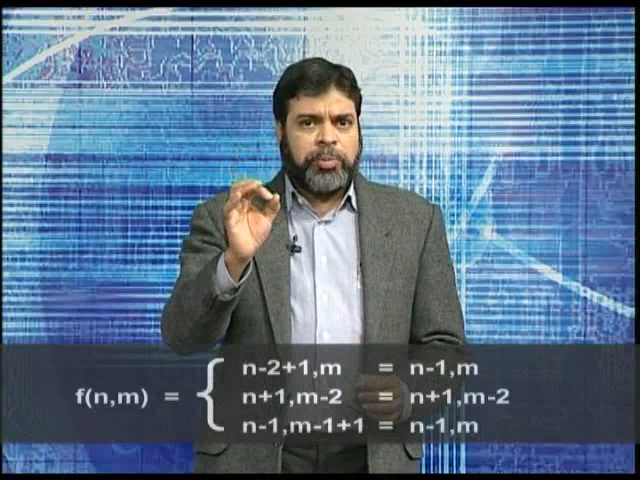 n-2+1,m = n-1,m
f(n,m) = { n+1,m-2 = n+1,m-2
n-1,m-1+1 = n-1,m